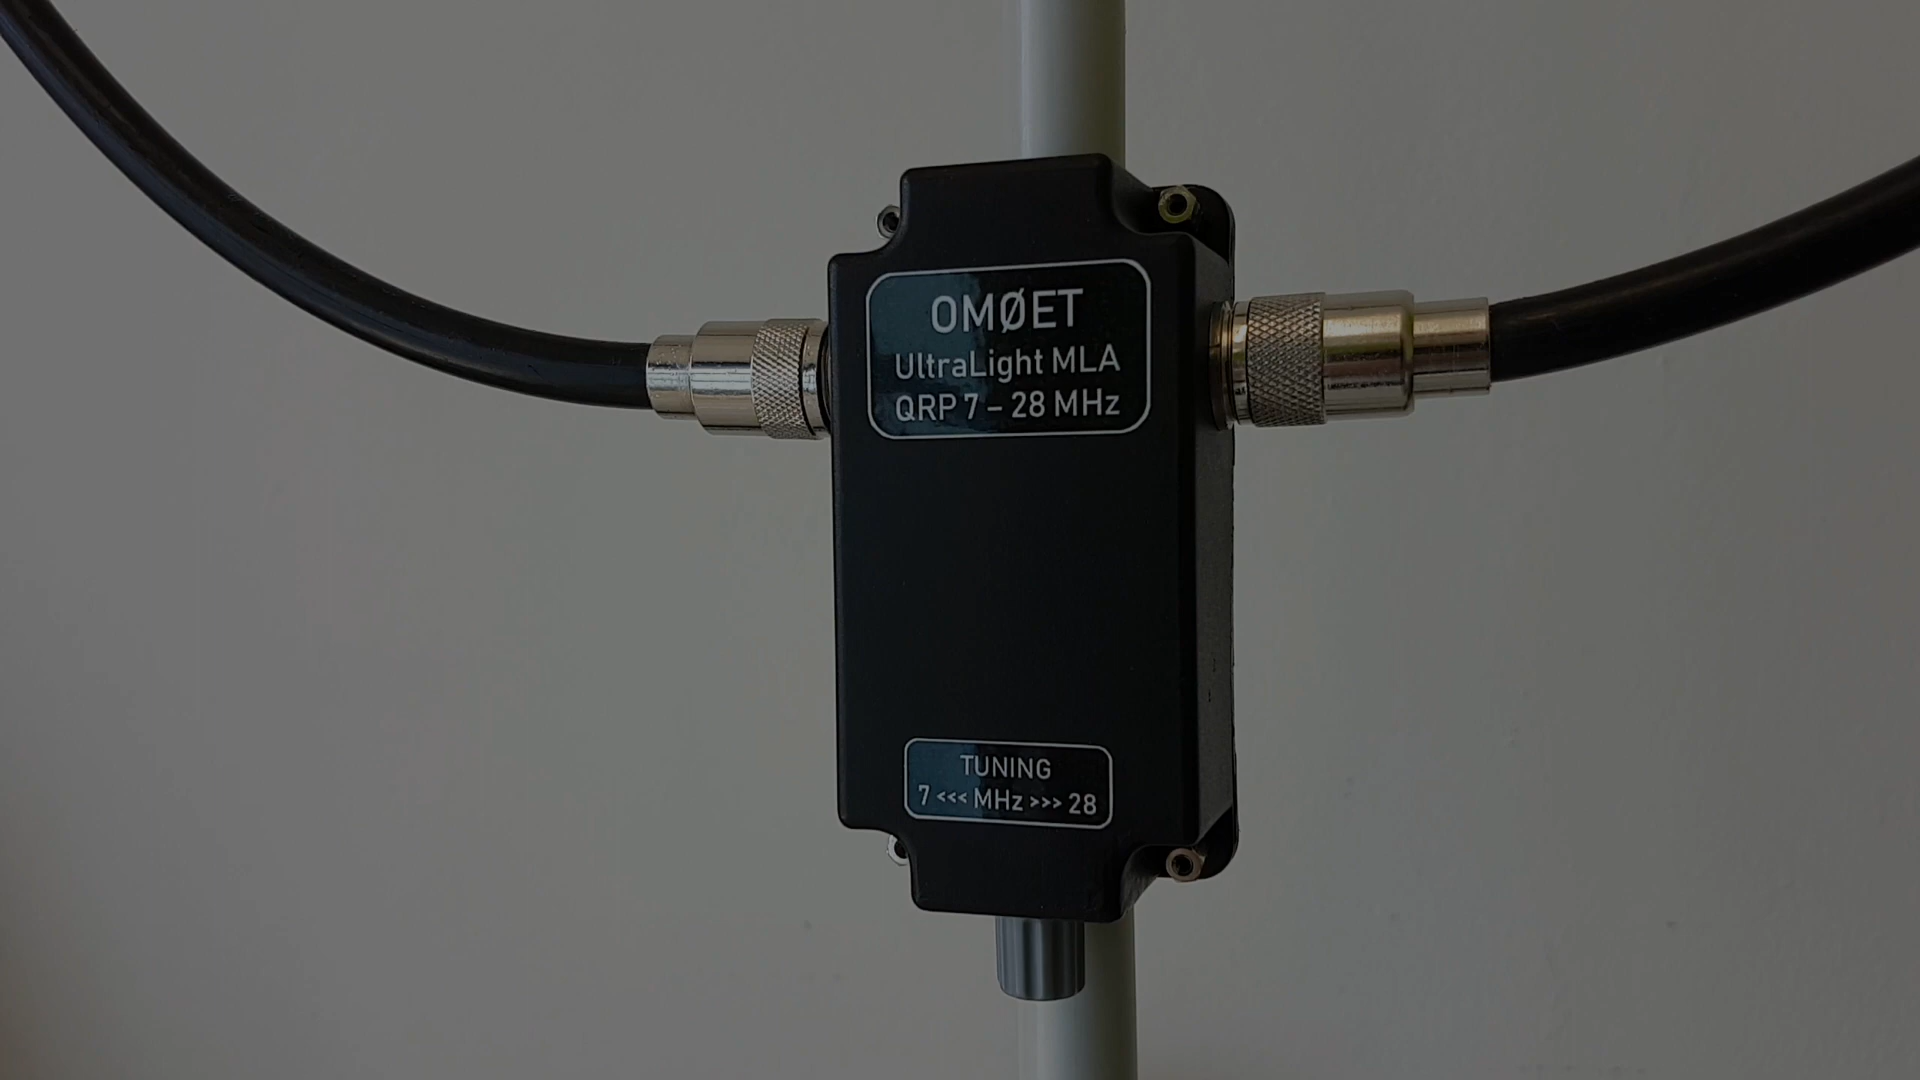 OMØET
UltraLight MLA
QRP 7 – 28 MHz
TUNING
7 <<< MHz >>> 28